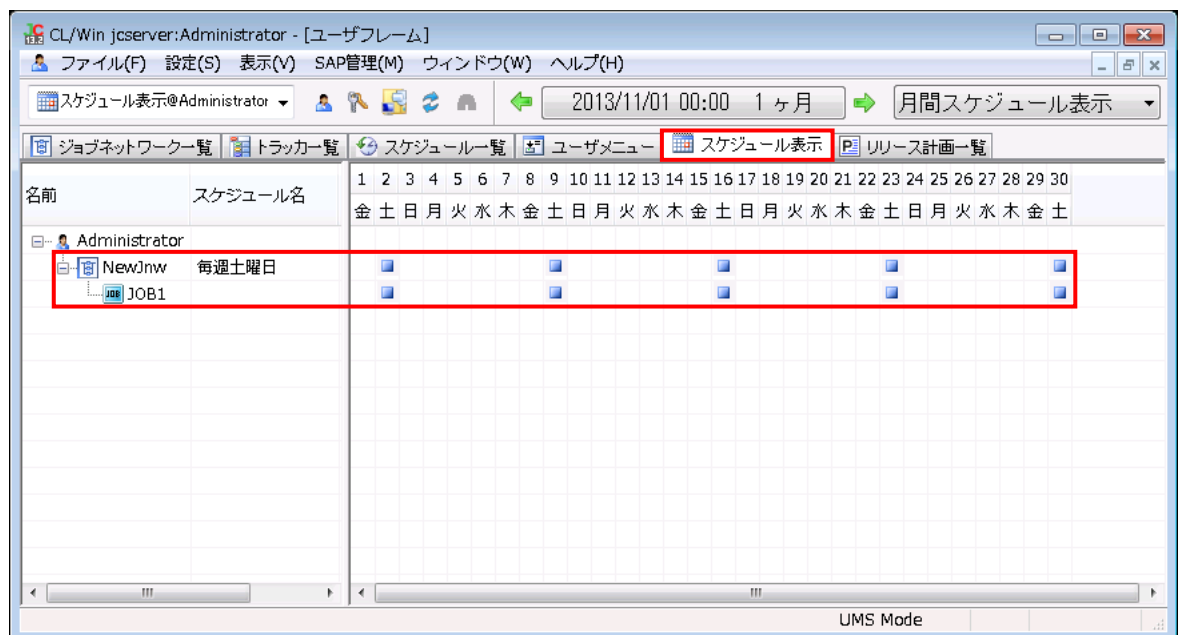 CL/Win jcserver:Administrator - [ユーザフレーム]
ファイル(F) 設定(S) 表示(V) SAP管理(M) ウィンドウ(W) ヘルプ(H)
スケジュール表示@Administrator 2013/11/01 00:00 1 ヶ月 月間スケジュール表示
ジョブネットワーク一覧 トラッカー覧 スケジュール一覧 ユーザメニュー スケジュール表示 リリース計画一覧
名前 スケジュール名
1 2 3 4 5 6 7 8 9 10 11 12 13 14 15 16 17 18 19 20 21 22 23 24 25 26 27 28 29 30
金 土 日 月 火 水 木 金 土 日 月 火 水 木 金 土 日 月 火 水 木 金 土 日 月 火 水 木 金 土
Administrator
NewJnw 毎週土曜日
JOB JOB1
UMS Mode